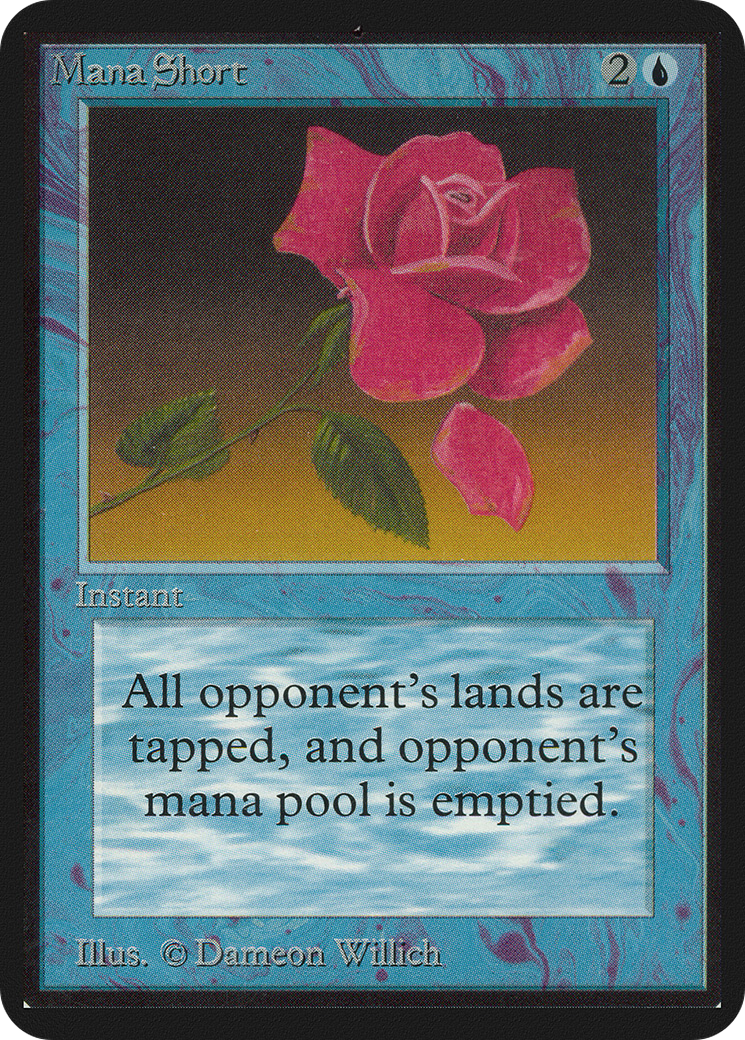 Mana Short 2
Instant
All opponent's lands are
tapped, and opponent's
mana pool is emptied.
Illus. © Dameon Willich